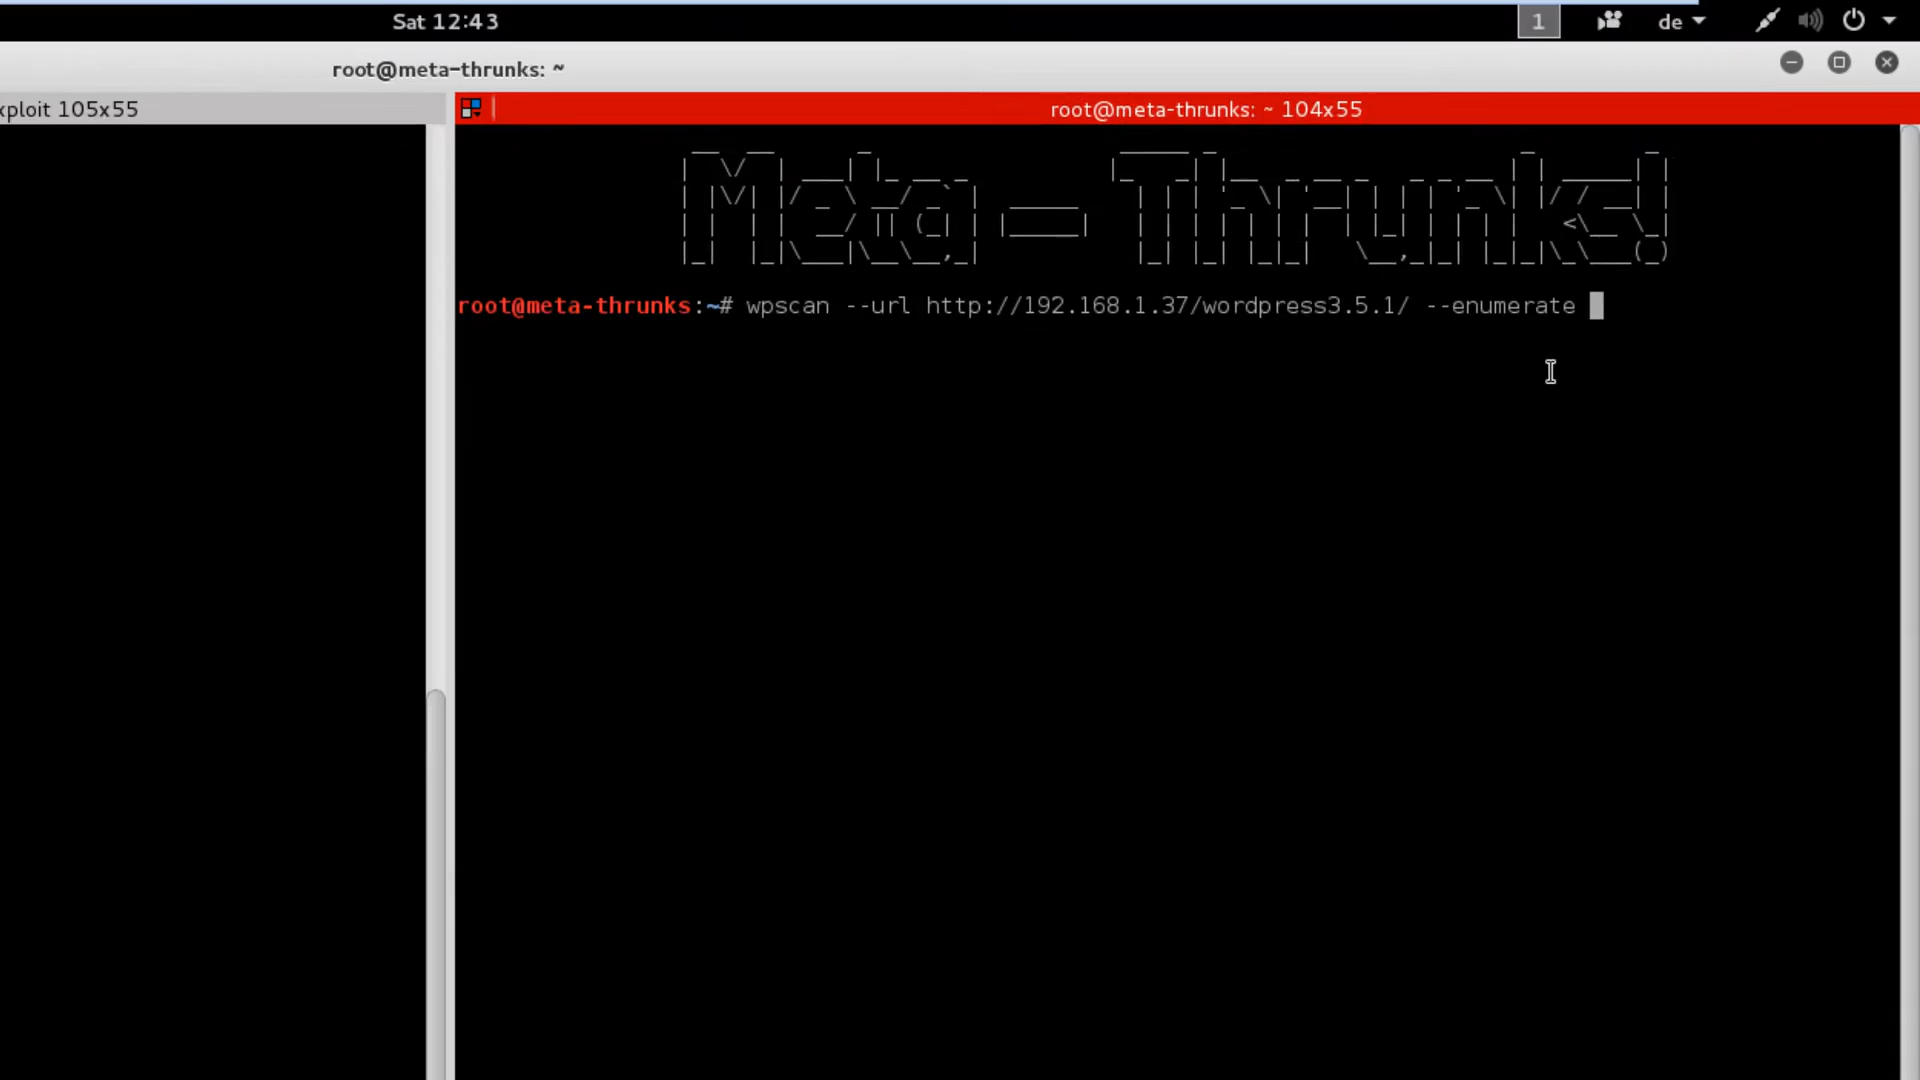 Sat 12:43
1
de
root@meta-thrunks: ~
xploit 105x55
root@meta-thrunks: ~ 104x55
Meta - Thrunks!
root@meta-thrunks:~# wpscan --url http://192.168.1.37/wordpress3.5.1/ --enumerate